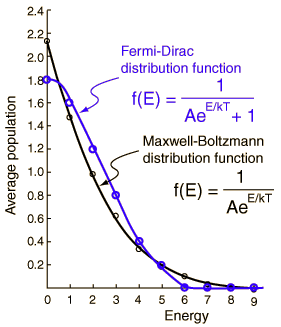 2.4
2.2
2.0
1.8
1.6
1.4
1.2
1.0
0.8
0.6
0.4
0.2
Average population
Fermi-Dirac
distribution function
f(E) = 1
Ae^E/kT + 1
Maxwell-Boltzmann
distribution function
f(E) = 1
Ae^E/kT
0 1 2 3 4 5 6 7 8 9
Energy